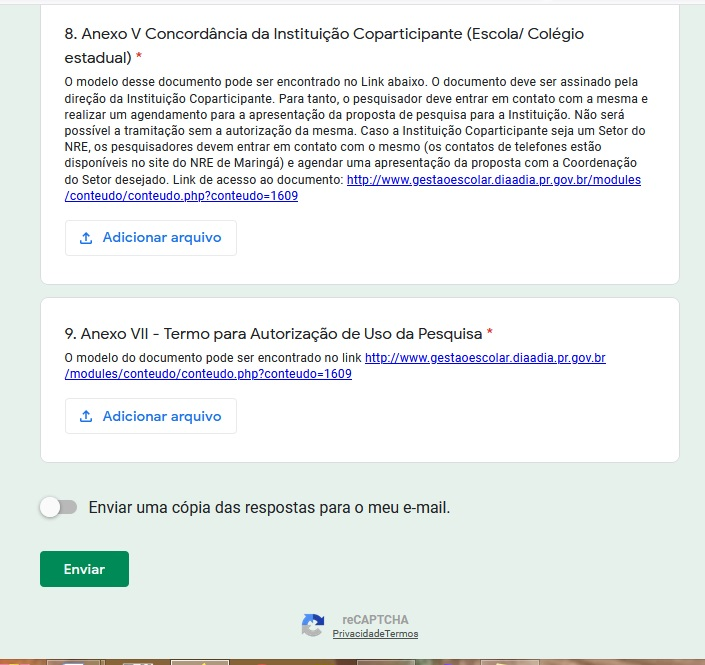 8. Anexo V Concordância da Instituição Coparticipante (Escola/ Colégio
estadual) *
O modelo desse documento pode ser encontrado no Link abaixo. O documento deve ser assinado pela
direção da Instituição Coparticipante. Para tanto, o pesquisador deve entrar em contato com a mesma e
realizar um agendamento para a apresentação da proposta de pesquisa para a Instituição. Não será
possível a tramitação sem a autorização da mesma. Caso a Instituição Coparticipante seja um Setor do
NRE, os pesquisadores devem entrar em contato com o mesmo (os contatos de telefones estão
disponíveis no site do NRE de Maringá) e agendar uma apresentação da proposta com a Coordenação
do Setor desejado. Link de acesso ao documento: http://www.gestaoescolar.diaadia.pr.gov.br/modules
/conteudo/conteudo.php?conteudo=1609
Adicionar arquivo
9. Anexo VII - Termo para Autorização de Uso da Pesquisa *
O modelo do documento pode ser encontrado no link http://www.gestaoescolar.diaadia.pr.gov.br
/modules/conteudo/conteudo.php?conteudo=1609
Adicionar arquivo
Enviar uma cópia das respostas para o meu e-mail.
Enviar
reCAPTCHA
PrivacidadeTermos